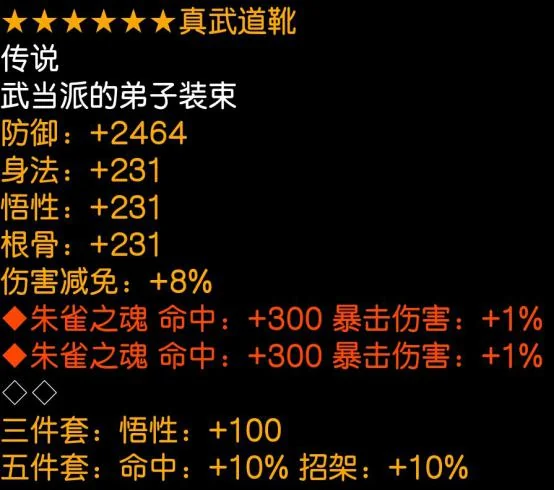 ★★★★★★真武道靴
传说
武当派的弟子装束
防御：+2464
身法：+231
悟性：+231
根骨：+231
伤害减免：+8%
◆朱雀之魂 命中：+300 暴击伤害：+1%
◆朱雀之魂 命中：+300 暴击伤害：+1%
◇◇
三件套：悟性：+100
五件套：命中：+10% 招架：+10%